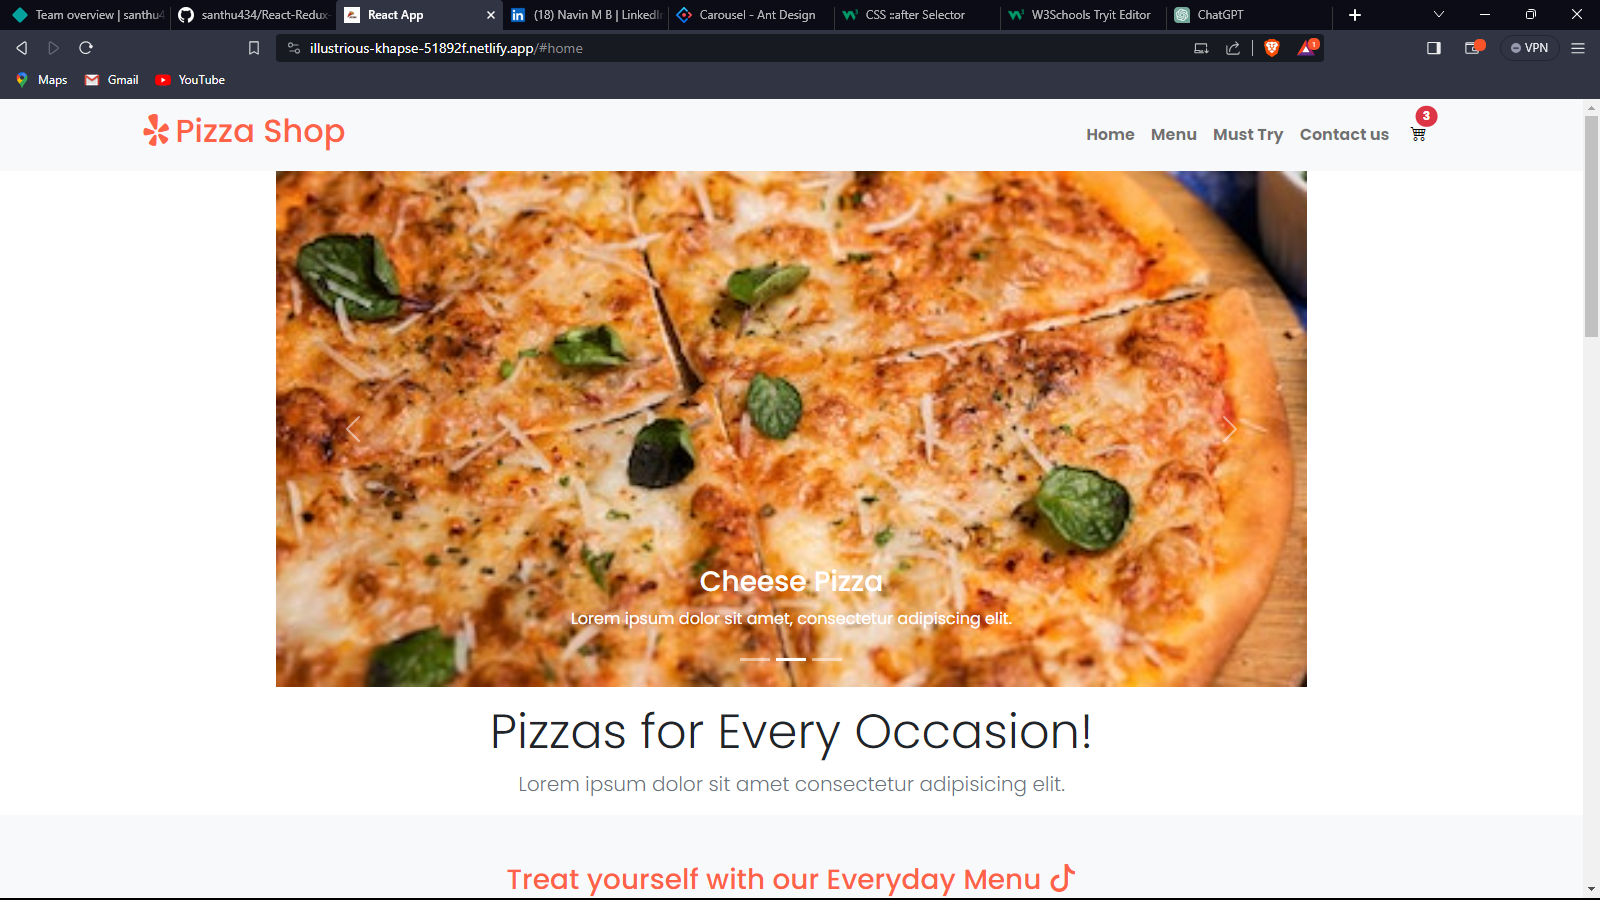 Team overview | santhu4
santhu434/React-Redux-
React App
(18) Navin M B | LinkedIn
Carousel - Ant Design
CSS ::after Selector
W3Schools Tryit Editor
ChatGPT
illustrious-khapse-51892f.netlify.app/#home
1
VPN
Maps
Gmail
YouTube
Pizza Shop
Home
Menu
Must Try
Contact us
3
Cheese Pizza
Lorem ipsum dolor sit amet, consectetur adipiscing elit.
Pizzas for Every Occasion!
Lorem ipsum dolor sit amet consectetur adipisicing elit.
Treat yourself with our Everyday Menu